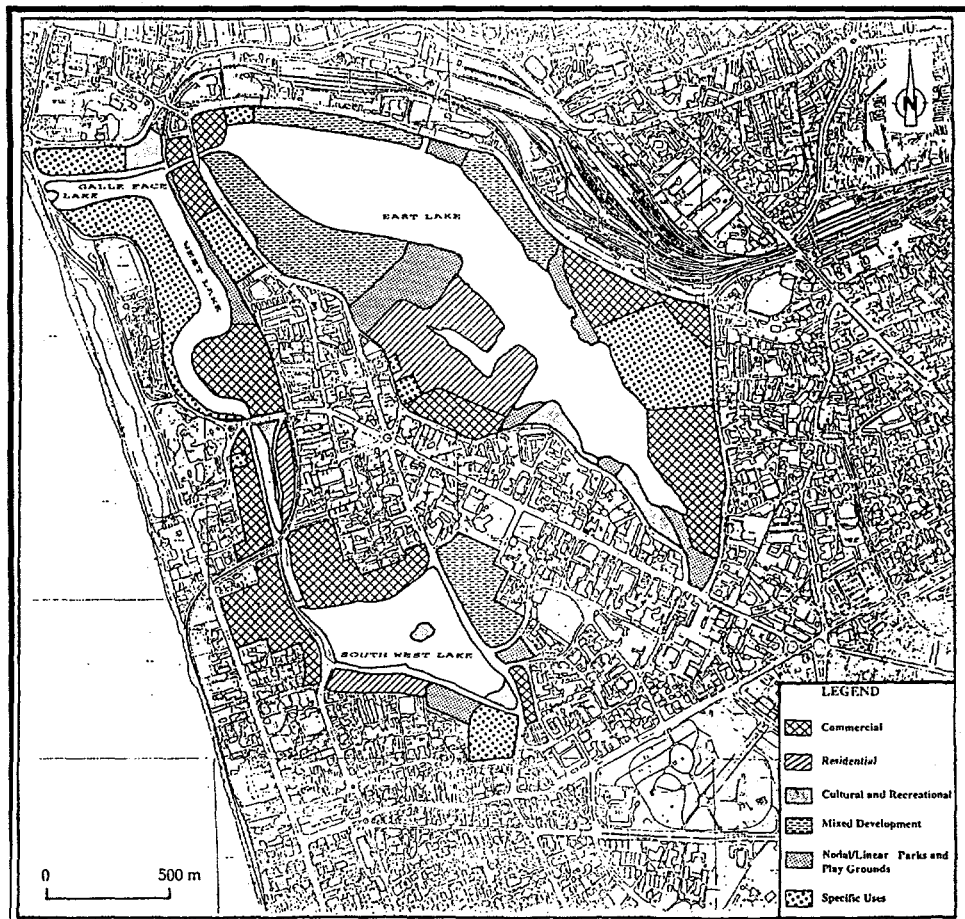 N
GALLE FACE
LAKE
EAST LAKE
WEST LAKE
SOUTH WEST LAKE
LEGEND
Commercial
Residential
Cultural and Recreational
Mixed Development
Nodal/Linear Parks and
Play Grounds
Specific Uses
0 500 m